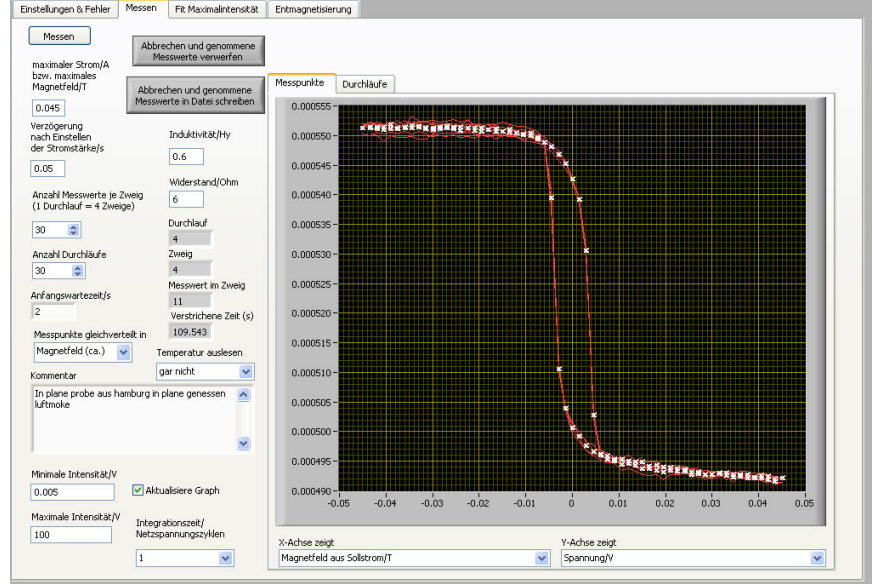 Einstellungen & Fehler
Messen
Fit Maximalintensität
Entmagnetisierung
Messen
Abbrechen und genommene
Messwerte verwerfen
maximaler Strom/A
bzw. maximales
Magnetfeld/T
Abbrechen und genommene
Messwerte in Datei schreiben
0.045
Verzögerung
nach Einstellen
der Stromstärke/s
0.05
Induktivität/Hy
0.6
Widerstand/Ohm
6
Anzahl Messwerte je Zweig
(1 Durchlauf = 4 Zweige)
30
Durchlauf
4
Anzahl Durchläufe
30
Zweig
4
Messwert im Zweig
11
Anfangswartezeit/s
2
Verstrichene Zeit (s)
109.543
Messpunkte gleichverteilt in
Magnetfeld (ca.)
Temperatur auslesen
gar nicht
Kommentar
In plane probe aus hamburg in plane genessen
luftmoke
Minimale Intensität/V
0.005
Aktualisiere Graph
Maximale Intensität/V
100
Integrationszeit/
Netzspannungszyklen
1
Messpunkte
Durchläufe
0.000555
0.000550
0.000545
0.000540
0.000535
0.000530
0.000525
0.000520
0.000515
0.000510
0.000505
0.000500
0.000495
0.000490
-0.05 -0.04 -0.03 -0.02 -0.01 0 0.01 0.02 0.03 0.04 0.05
X-Achse zeigt
Magnetfeld aus Sollstrom/T
Y-Achse zeigt
Spannung/V